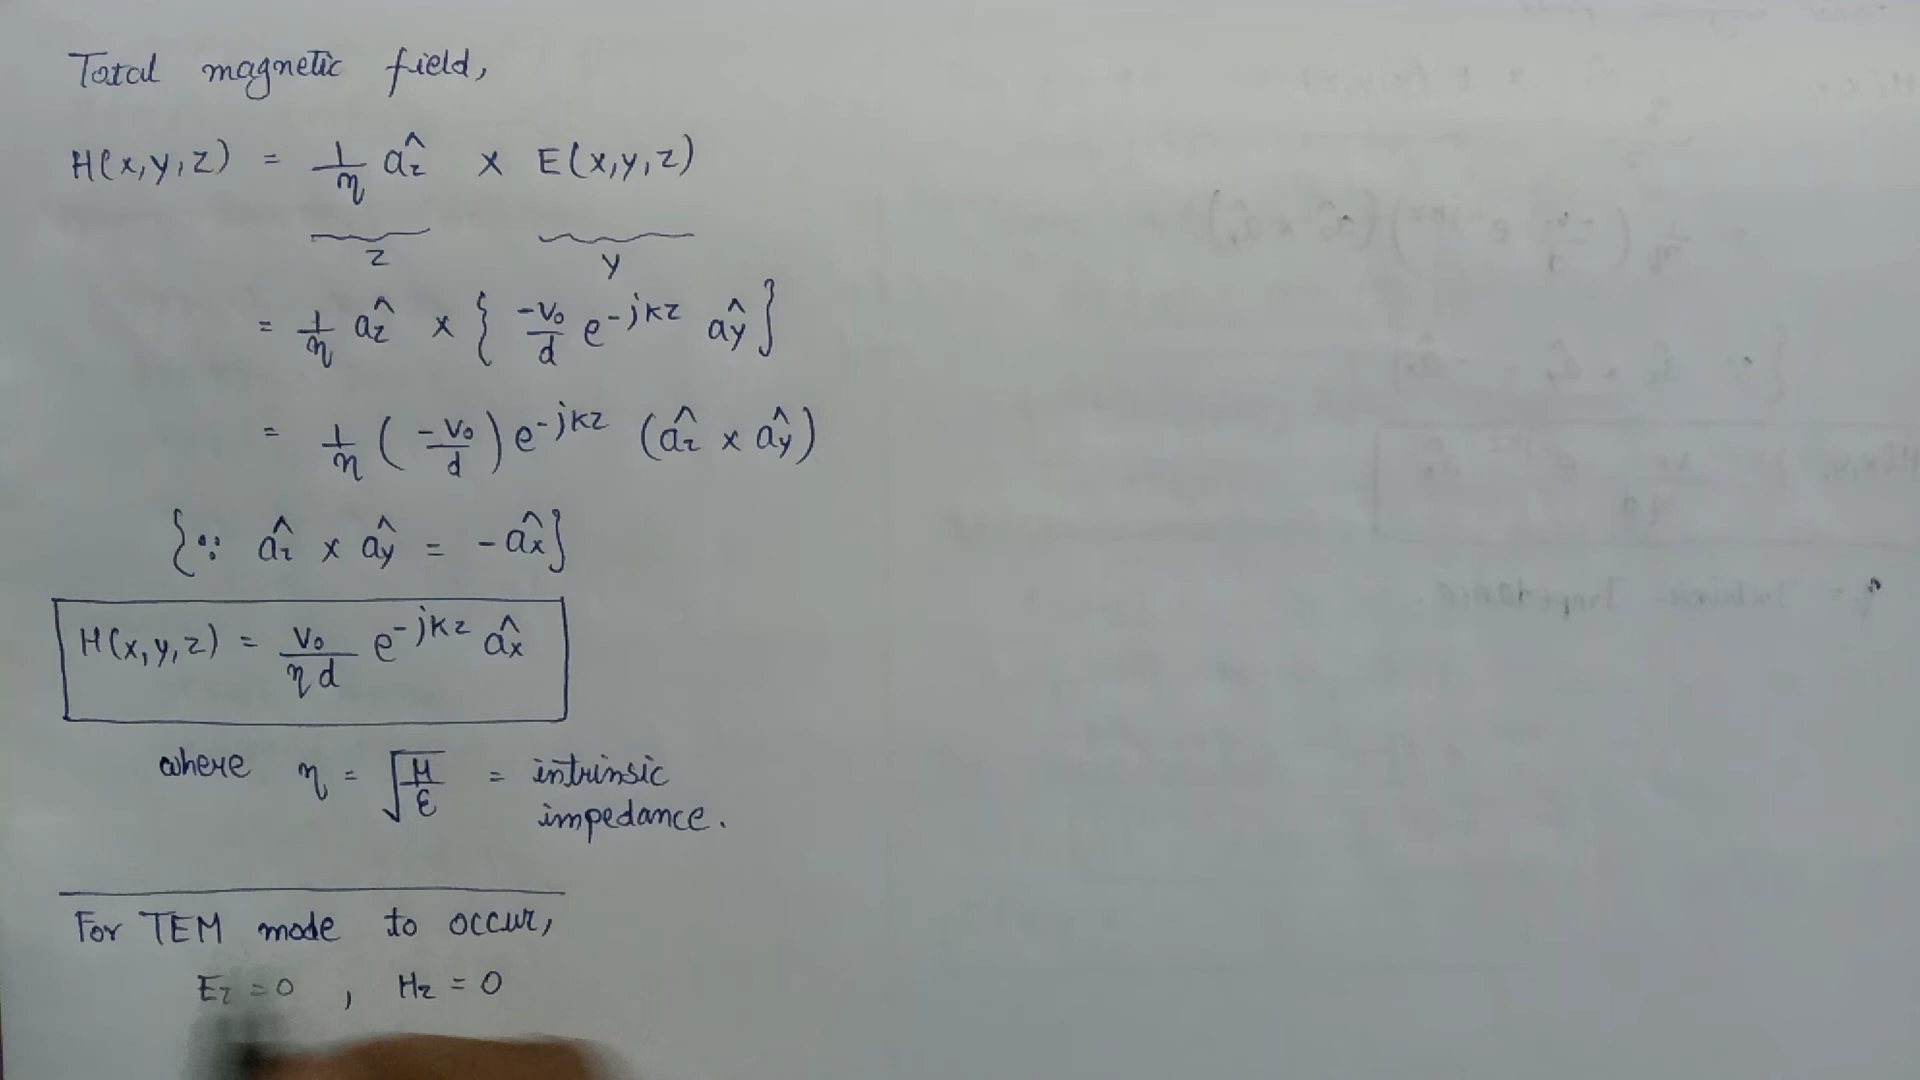 Total magnetic field,
H(x,y,z) = 1/η âz × E(x,y,z)
z y
= 1/η âz × { -V₀/d e^-jkz ây }
= 1/η ( -V₀/d ) e^-jkz (âz × ây)
{∵ âz × ây = -âx}
H(x,y,z) = V₀/ηd e^-jkz âx
where η = √μ/ε = intrinsic
impedance.
For TEM mode to occur,
Ez = 0 , Hz = 0